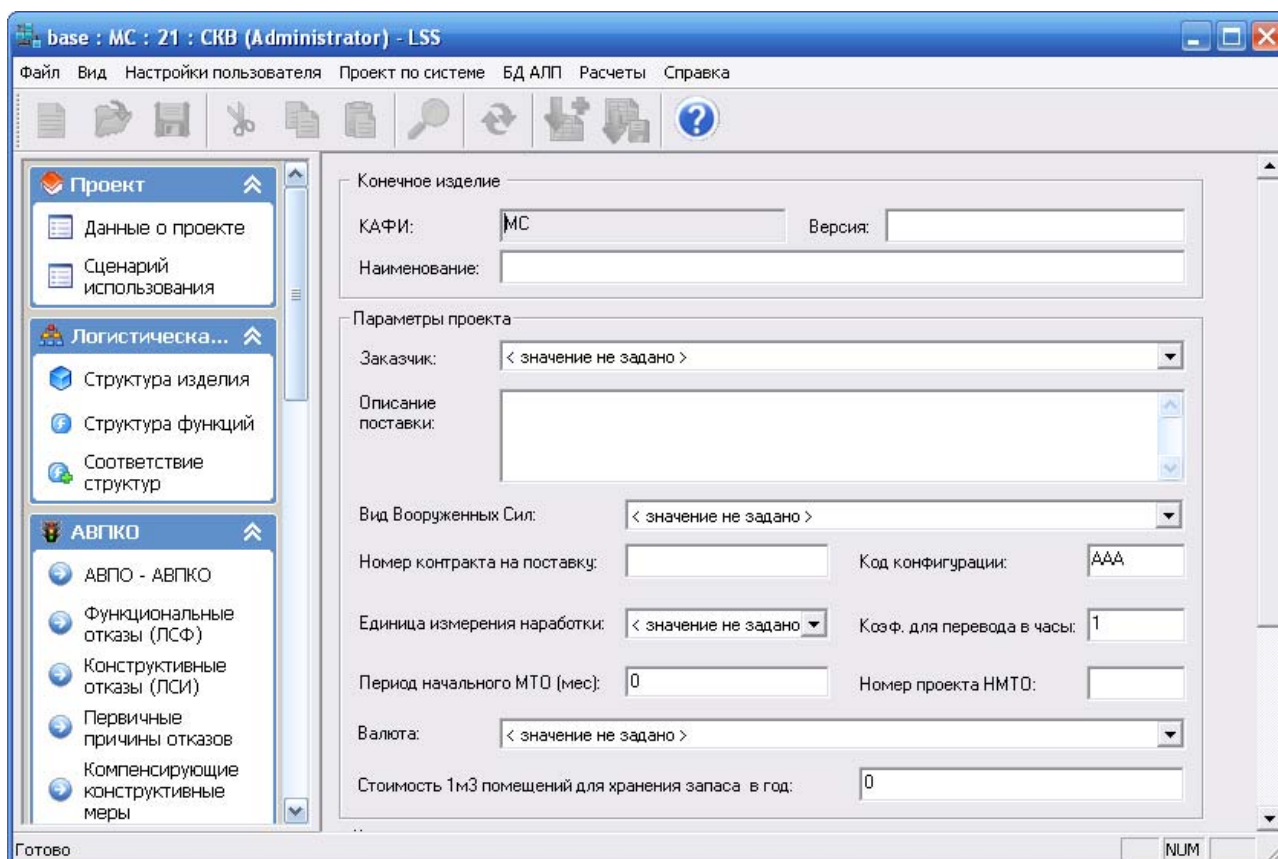 base : МС : 21 : СКВ (Administrator) - LSS
Файл Вид Настройки пользователя Проект по системе БД АЛП Расчеты Справка
Проект
Данные о проекте
Сценарий
использования
Логистическа...
Структура изделия
Структура функций
Соответствие
структур
АВПКО
АВПО - АВПКО
Функциональные
отказы (ЛСФ)
Конструктивные
отказы (ЛСИ)
Первичные
причины отказов
Компенсирующие
конструктивные
меры
Конечное изделие
КАФИ: МС Версия:
Наименование:
Параметры проекта
Заказчик: < значение не задано >
Описание
поставки:
Вид Вооруженных Сил: < значение не задано >
Номер контракта на поставку: Код конфигурации: ААА
Единица измерения наработки: < значение не задано Коэф. для перевода в часы: 1
Период начального МТО (мес): 0 Номер проекта НМТО:
Валюта: < значение не задано >
Стоимость 1м3 помещений для хранения запаса в год: 0
Готово NUM